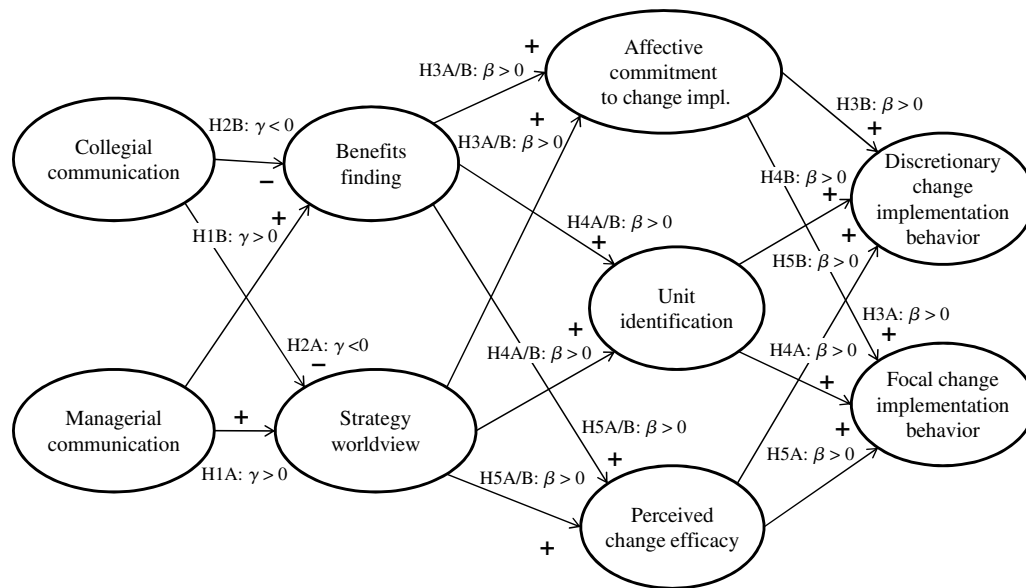 Affective
commitment
to change impl.
+
H3A/B: β > 0
H3B: β > 0
+
H2B: γ < 0
+
H3A/B: β > 0
Collegial
communication
Benefits
finding
Discretionary
change
implementation
behavior
−
H4B: β > 0
+
+
H1B: γ > 0
H4A/B: β > 0
+
+
H5B: β > 0
Unit
identification
H3A: β > 0
+
+
H2A: γ <0
−
H4A/B: β > 0
H4A: β > 0
+
Focal change
implementation
behavior
Managerial
communication
+
Strategy
worldview
H5A/B: β > 0
+
+
H1A: γ > 0
H5A/B: β > 0
H5A: β > 0
Perceived
change efficacy
+